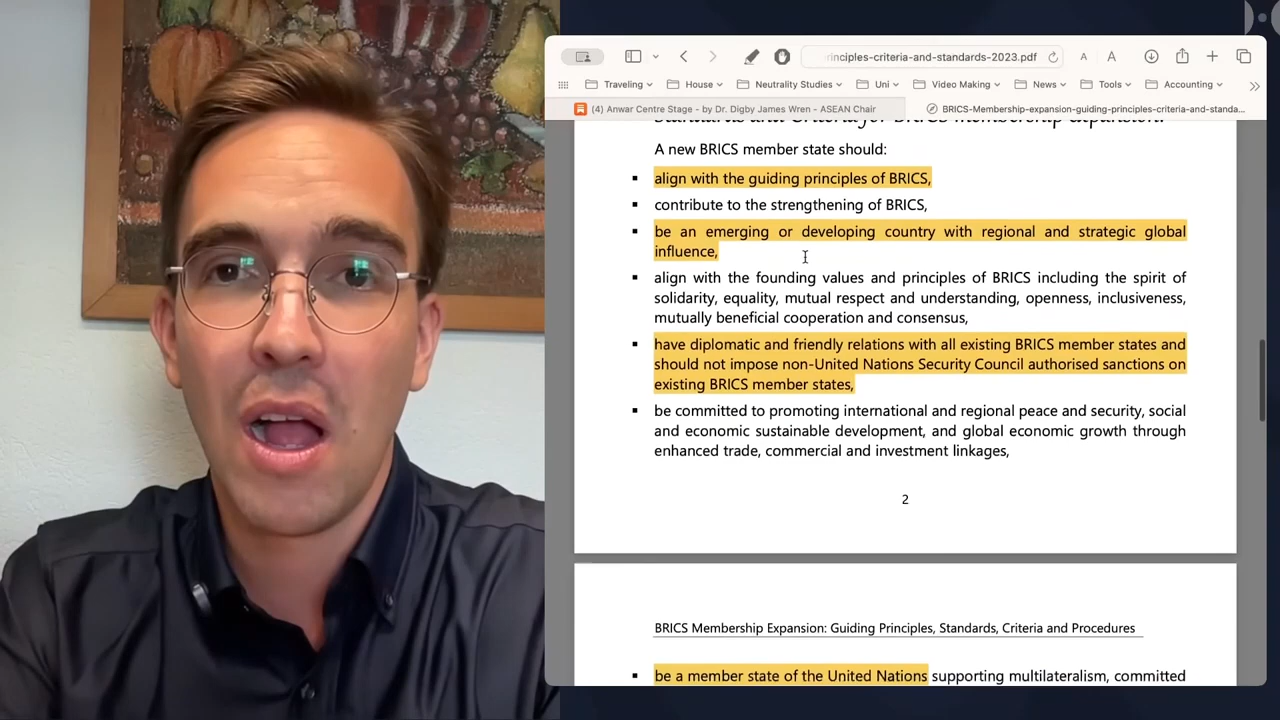 rinciples-criteria-and-standards-2023.pdf
A A
Traveling House Neutrality Studies Uni Video Making News Tools Accounting
(4) Anwar Centre Stage - by Dr. Digby James Wren - ASEAN Chair
BRICS-Membership-expansion-guiding-principles-criteria-and-standa...
Standards and Criteria for BRICS Membership Expansion:
A new BRICS member state should:
▪ align with the guiding principles of BRICS,
▪ contribute to the strengthening of BRICS,
▪ be an emerging or developing country with regional and strategic global
influence,
▪ align with the founding values and principles of BRICS including the spirit of
solidarity, equality, mutual respect and understanding, openness, inclusiveness,
mutually beneficial cooperation and consensus,
▪ have diplomatic and friendly relations with all existing BRICS member states and
should not impose non-United Nations Security Council authorised sanctions on
existing BRICS member states,
▪ be committed to promoting international and regional peace and security, social
and economic sustainable development, and global economic growth through
enhanced trade, commercial and investment linkages,
2
BRICS Membership Expansion: Guiding Principles, Standards, Criteria and Procedures
▪ be a member state of the United Nations supporting multilateralism, committed